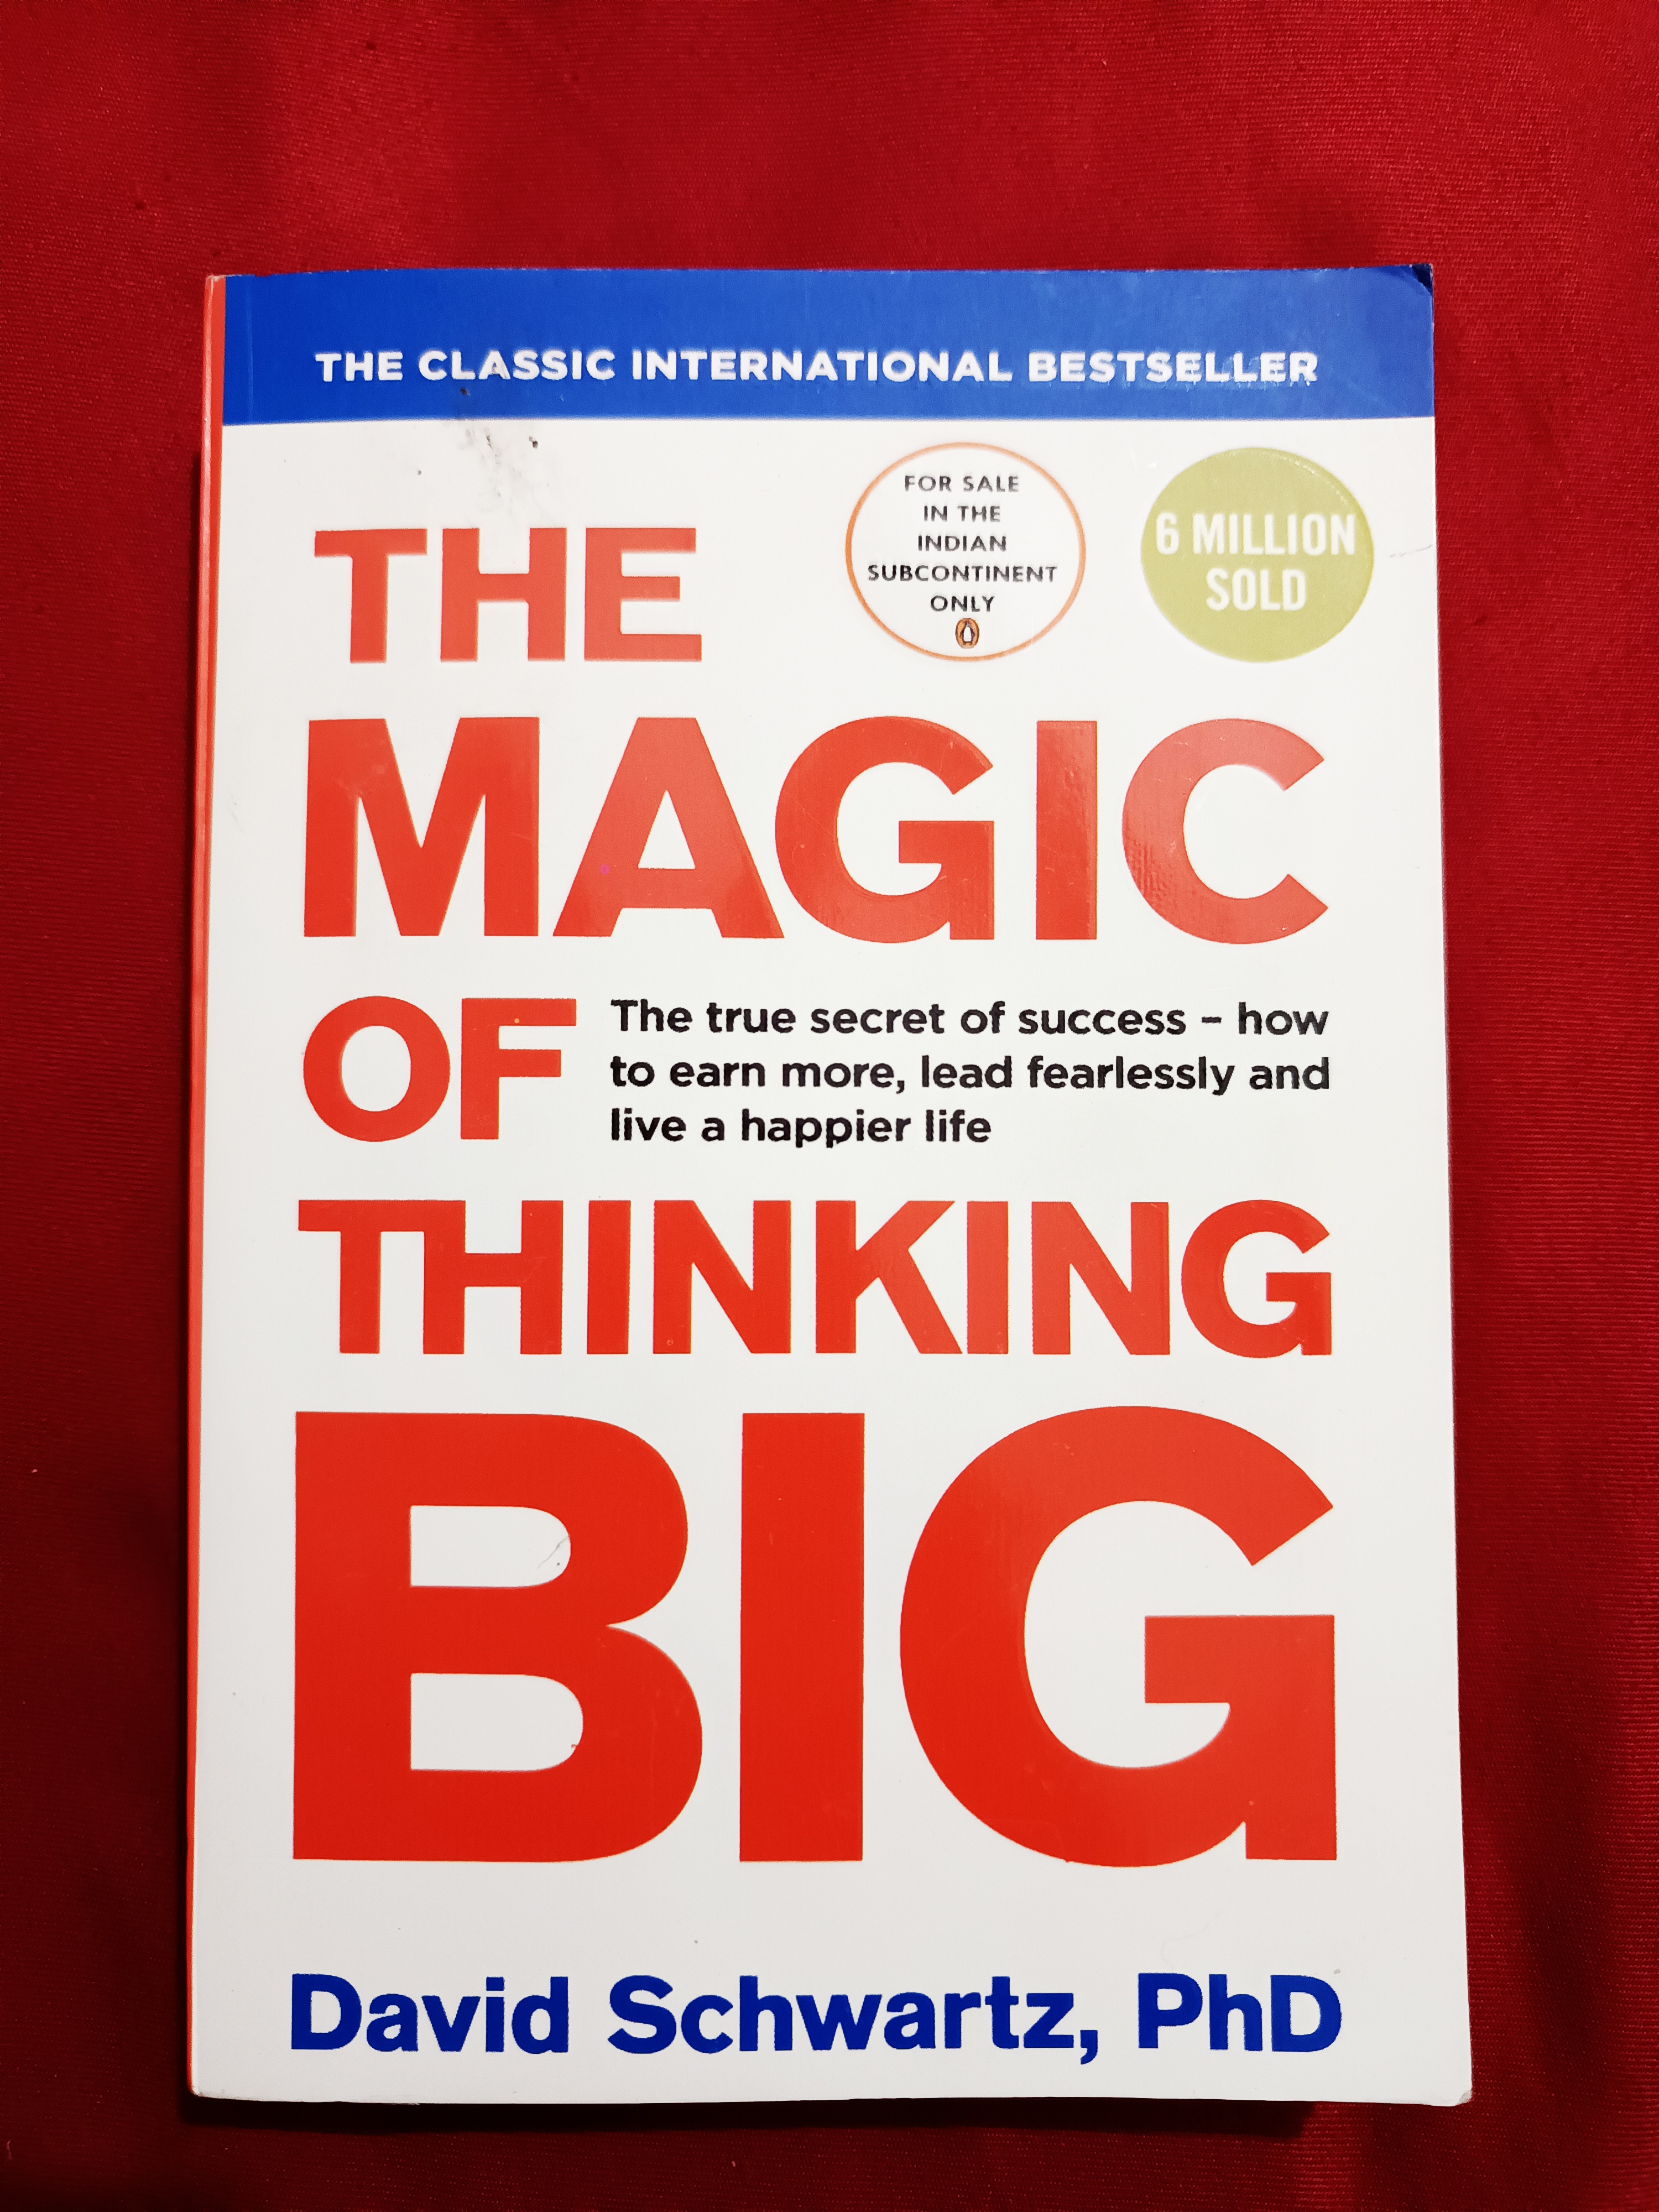 THE CLASSIC INTERNATIONAL BESTSELLER
FOR SALE
IN THE
INDIAN
SUBCONTINENT
ONLY
6 MILLION
SOLD
THE
MAGIC
OF
The true secret of success – how
to earn more, lead fearlessly and
live a happier life
THINKING
BIG
David Schwartz, PhD